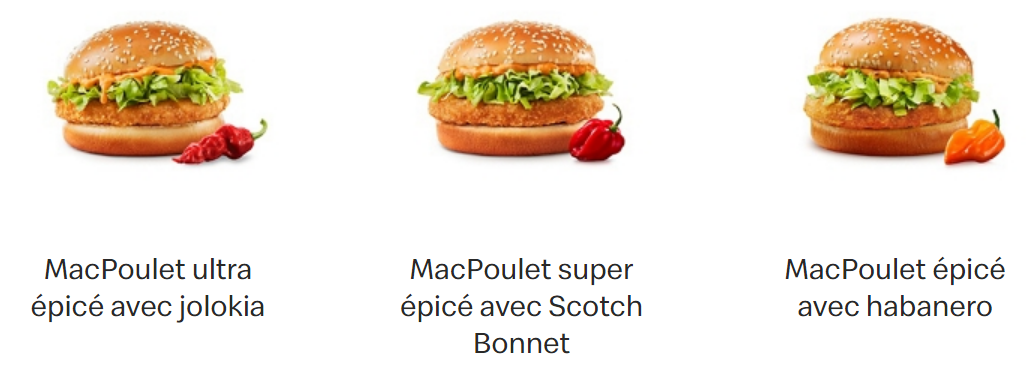 MacPoulet ultra
épicé avec jolokia
MacPoulet super
épicé avec Scotch
Bonnet
MacPoulet épicé
avec habanero